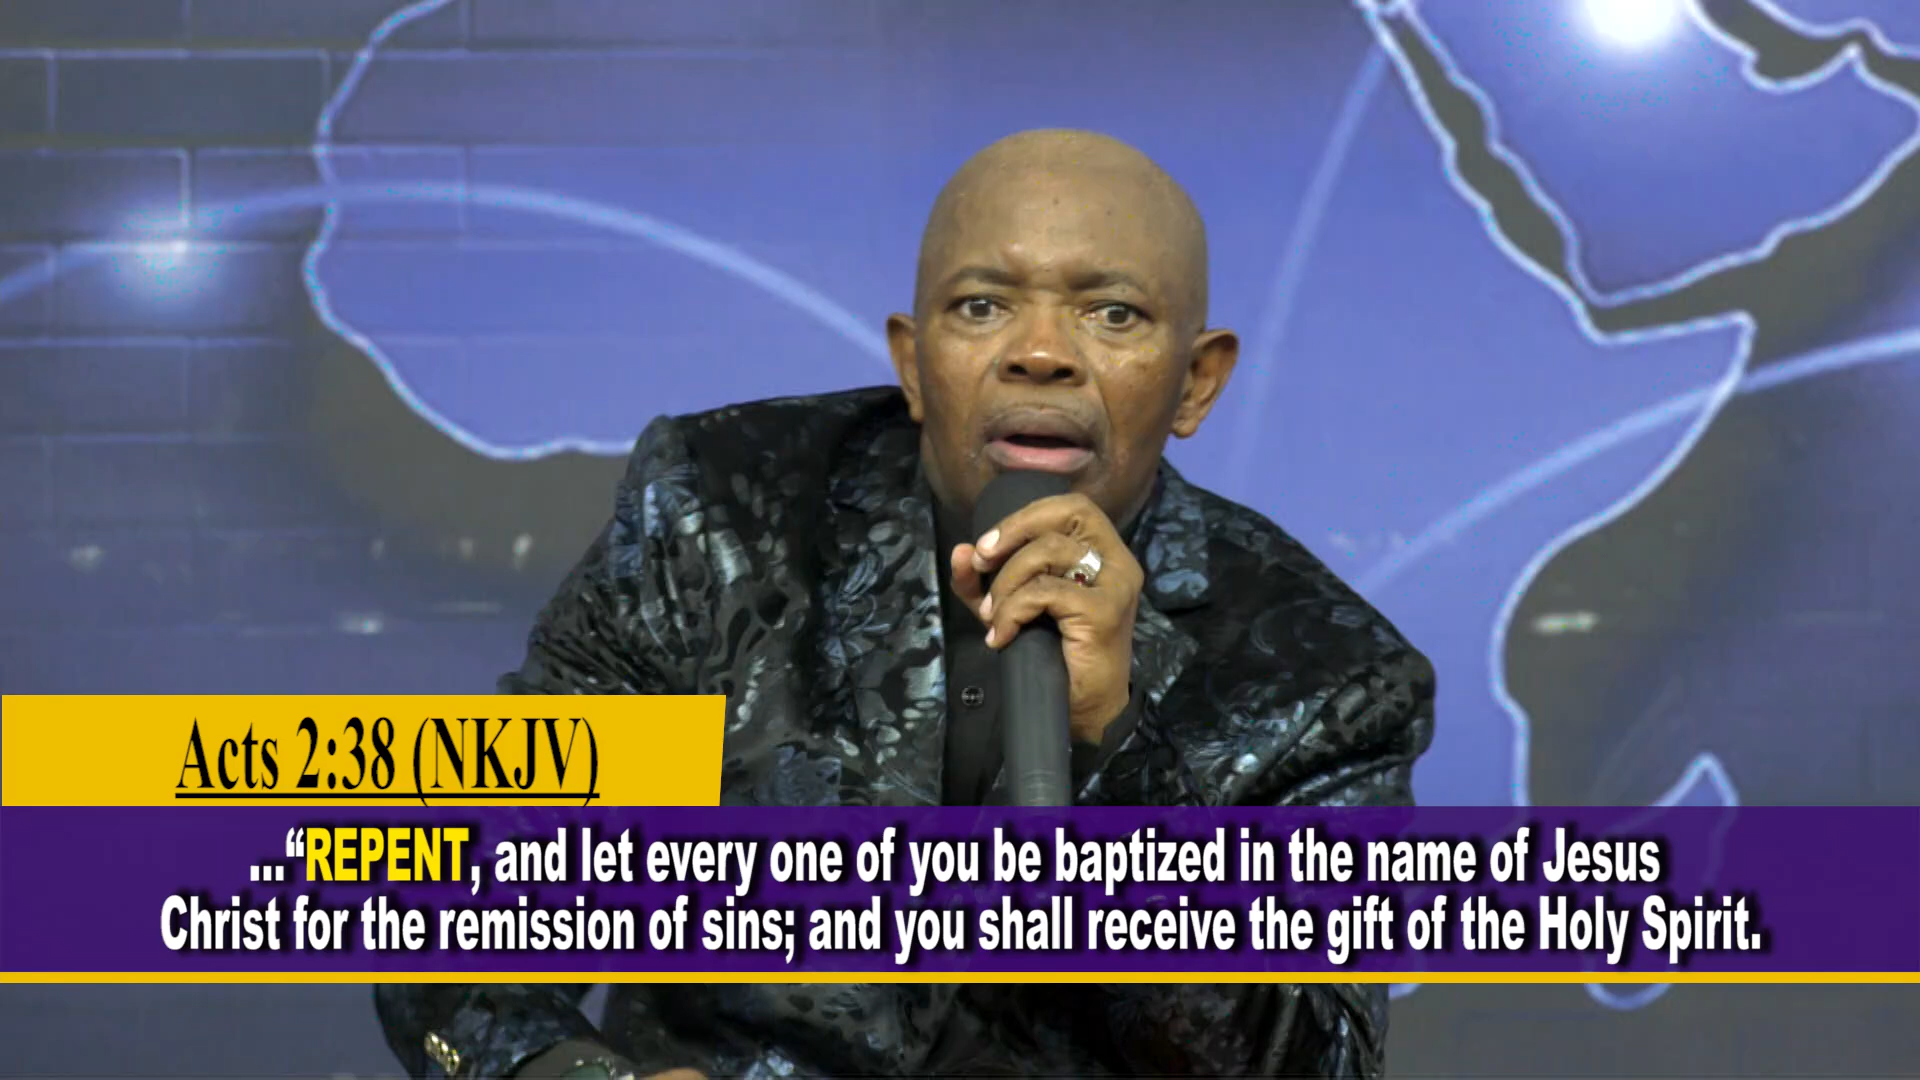 Acts 2:38 (NKJV)
...“REPENT, and let every one of you be baptized in the name of Jesus
Christ for the remission of sins; and you shall receive the gift of the Holy Spirit.